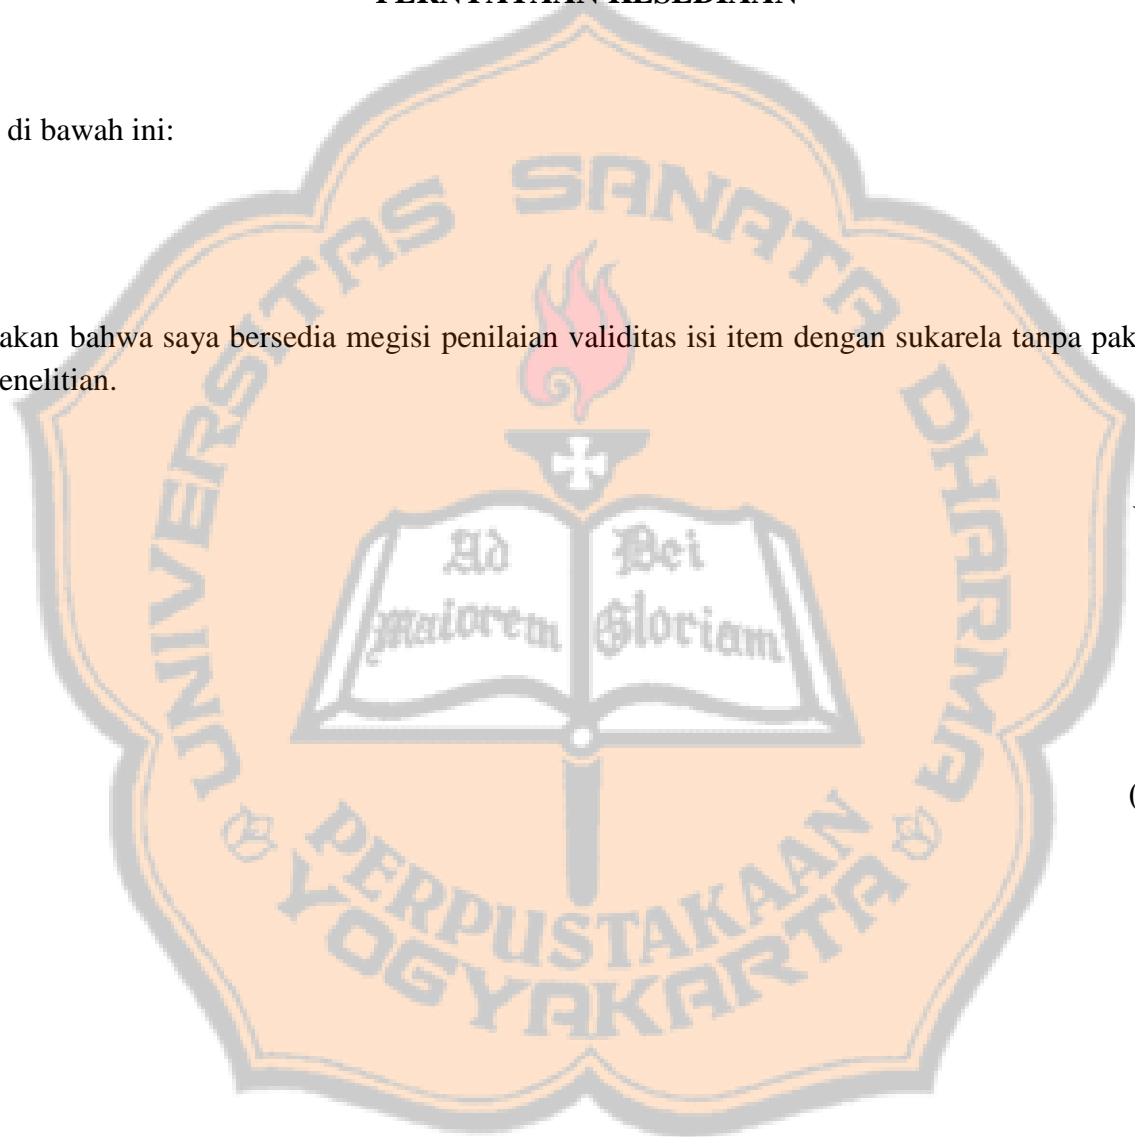 PERNYATAAN KESEDIAAN
di bawah ini:
akan bahwa saya bersedia megisi penilaian validitas isi item dengan sukarela tanpa pak
enelitian.
(
UNIVERSITAS SANATA DHARMA
Ad Dei
maiorem Gloriam
PERPUSTAKAAN
YOGYAKARTA